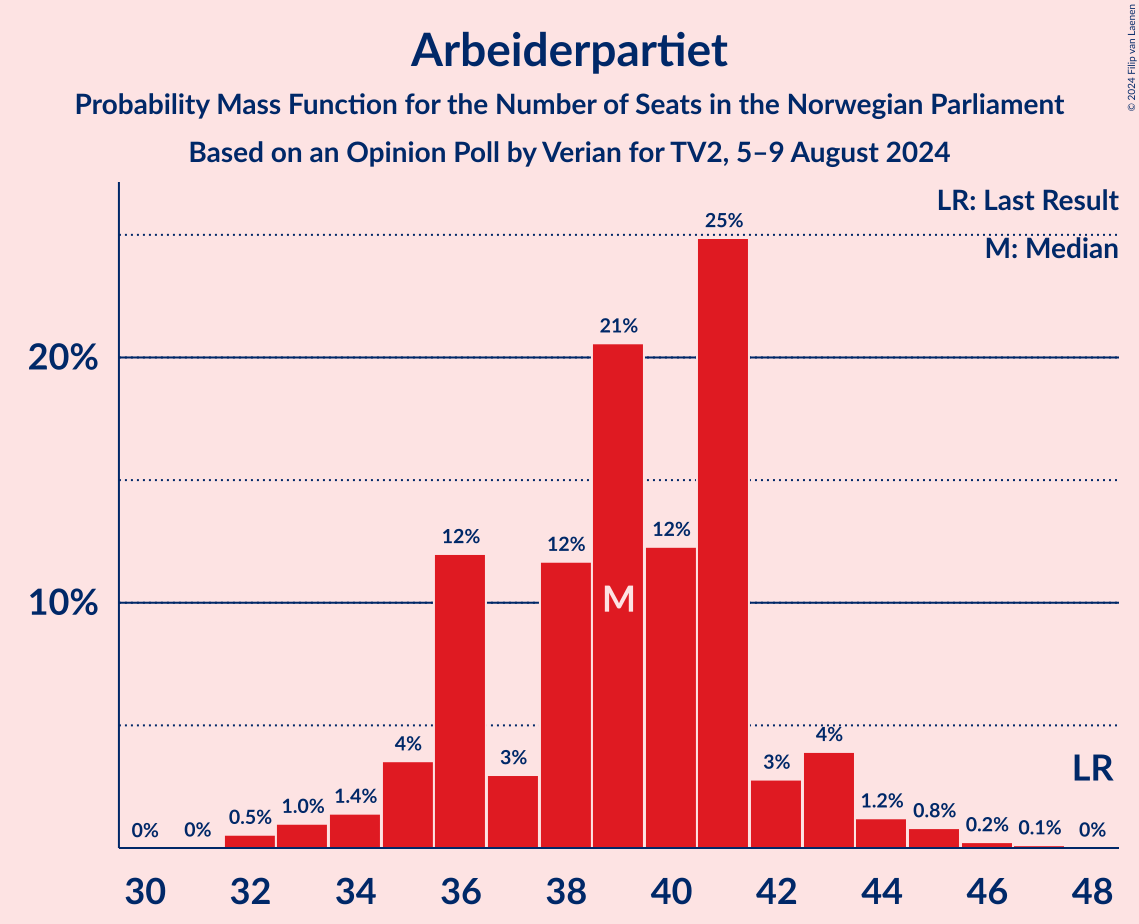 Arbeiderpartiet
Probability Mass Function for the Number of Seats in the Norwegian Parliament
Based on an Opinion Poll by Verian for TV2, 5–9 August 2024
© 2024 Filip van Laenen
LR: Last Result
M: Median
20%
10%
0%
0%
0.5%
1.0%
1.4%
4%
12%
3%
12%
21%
12%
25%
3%
4%
1.2%
0.8%
0.2%
0.1%
0%
M
LR
30 32 34 36 38 40 42 44 46 48